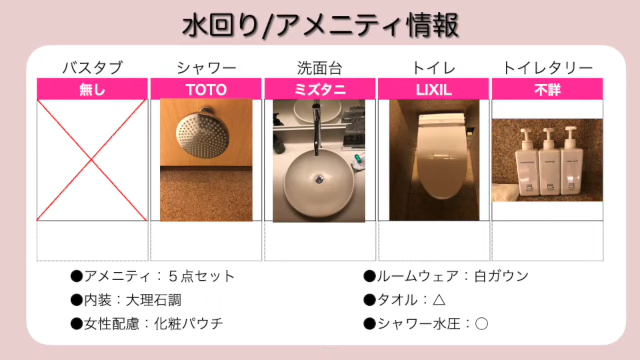 水回り/アメニティ情報
バスタブ シャワー 洗面台 トイレ トイレタリー
無し TOTO ミズタニ LIXIL 不詳
●アメニティ：５点セット ●ルームウェア：白ガウン
●内装：大理石調 ●タオル：△
●女性配慮：化粧パウチ ●シャワー水圧：○